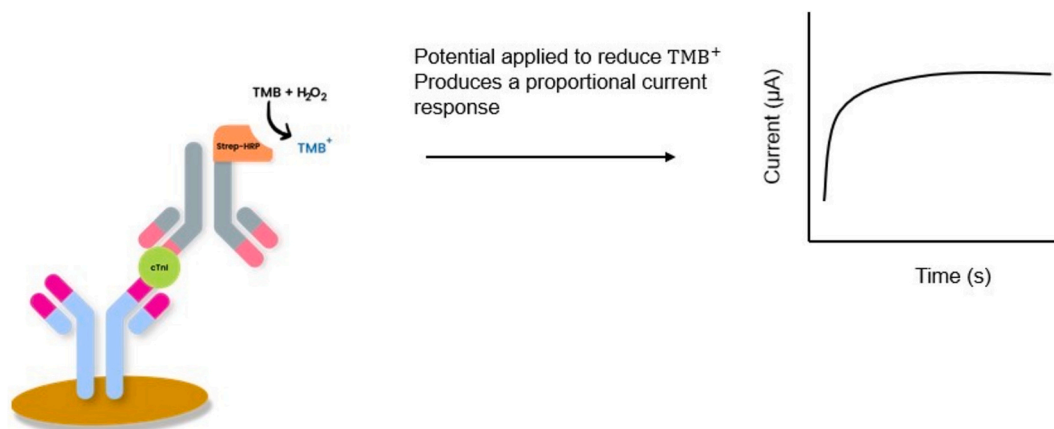 TMB + H₂O₂
Strep-HRP
TMB⁺
cTnI
Potential applied to reduce TMB⁺
Produces a proportional current
response
Current (μA)
Time (s)